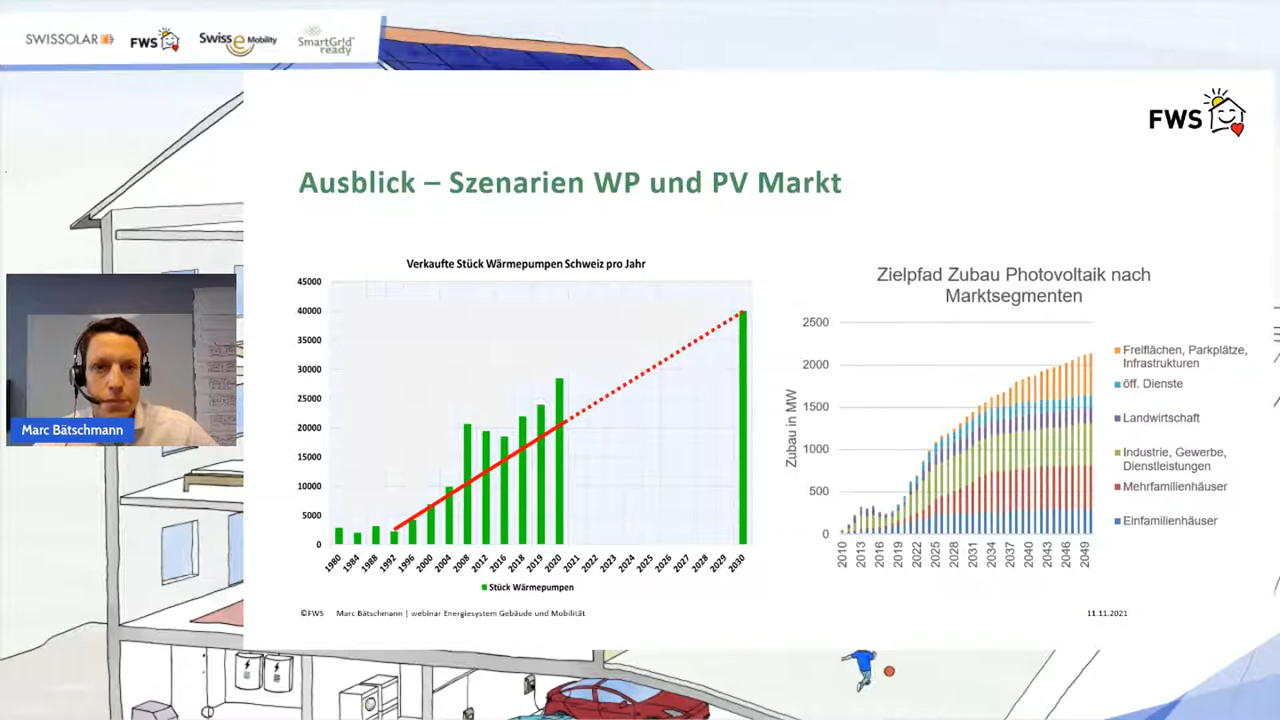 SWISSOLAR
FWS
Swiss eMobility
SmartGrid
ready
FWS
Ausblick – Szenarien WP und PV Markt
Verkaufte Stück Wärmepumpen Schweiz pro Jahr
45000
40000
35000
30000
25000
20000
15000
10000
5000
0
1980 1984 1988 1992 1996 2000 2004 2008 2012 2016 2018 2019 2020 2021 2022 2023 2024 2025 2026 2027 2028 2029 2030
Stück Wärmepumpen
Zielpfad Zubau Photovoltaik nach
Marktsegmenten
Zubau in MW
2500
2000
1500
1000
500
0
2010 2013 2016 2019 2022 2025 2028 2031 2034 2037 2040 2043 2046 2049
Freiflächen, Parkplätze,
Infrastrukturen
öff. Dienste
Landwirtschaft
Industrie, Gewerbe,
Dienstleistungen
Mehrfamilienhäuser
Einfamilienhäuser
Marc Bätschmann
©FWS Marc Bätschmann | webinar Energiesystem Gebäude und Mobilität
11.11.2021